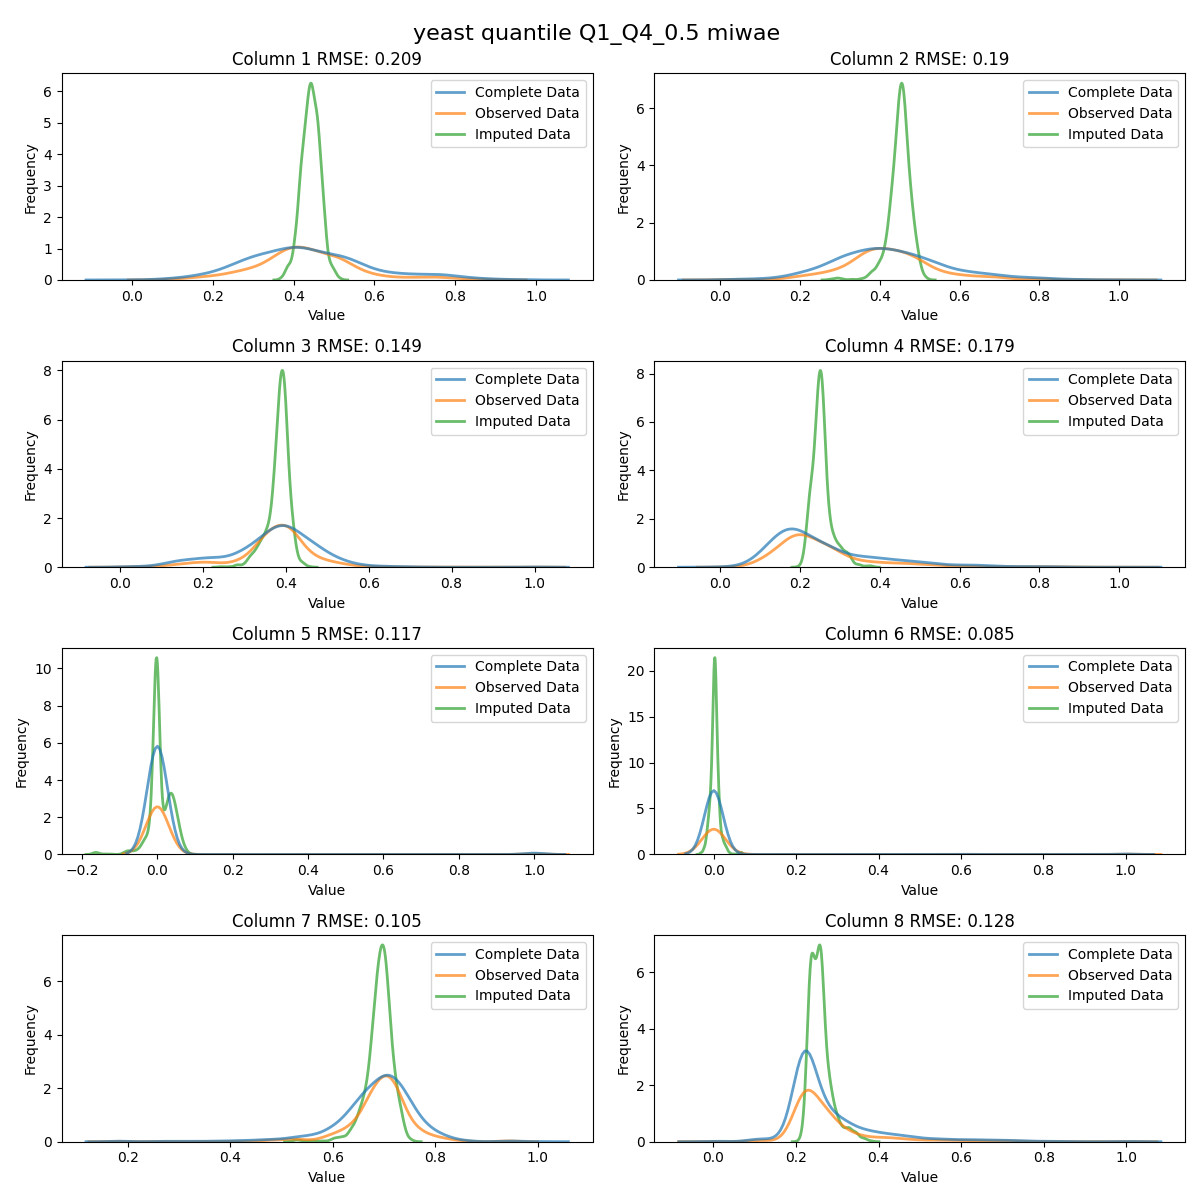 yeast quantile Q1_Q4_0.5 miwae
Column 1 RMSE: 0.209
Frequency
6
5
4
3
2
1
0
Complete Data
Observed Data
Imputed Data
0.0 0.2 0.4 0.6 0.8 1.0
Value
Column 2 RMSE: 0.19
Frequency
6
4
2
0
Complete Data
Observed Data
Imputed Data
0.0 0.2 0.4 0.6 0.8 1.0
Value
Column 3 RMSE: 0.149
Frequency
8
6
4
2
0
Complete Data
Observed Data
Imputed Data
0.0 0.2 0.4 0.6 0.8 1.0
Value
Column 4 RMSE: 0.179
Frequency
8
6
4
2
0
Complete Data
Observed Data
Imputed Data
0.0 0.2 0.4 0.6 0.8 1.0
Value
Column 5 RMSE: 0.117
Frequency
10
8
6
4
2
0
Complete Data
Observed Data
Imputed Data
−0.2 0.0 0.2 0.4 0.6 0.8 1.0
Value
Column 6 RMSE: 0.085
Frequency
20
15
10
5
0
Complete Data
Observed Data
Imputed Data
0.0 0.2 0.4 0.6 0.8 1.0
Value
Column 7 RMSE: 0.105
Frequency
6
4
2
0
Complete Data
Observed Data
Imputed Data
0.2 0.4 0.6 0.8 1.0
Value
Column 8 RMSE: 0.128
Frequency
6
4
2
0
Complete Data
Observed Data
Imputed Data
0.0 0.2 0.4 0.6 0.8 1.0
Value